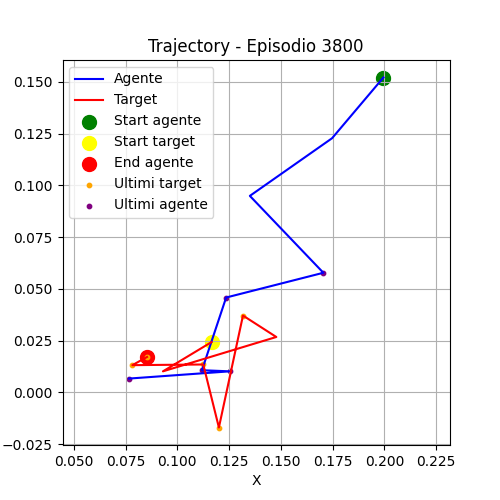 Trajectory - Episodio 3800
Agente
Target
Start agente
Start target
End agente
Ultimi target
Ultimi agente
0.150
0.125
0.100
0.075
0.050
0.025
0.000
−0.025
0.050 0.075 0.100 0.125 0.150 0.175 0.200 0.225
X